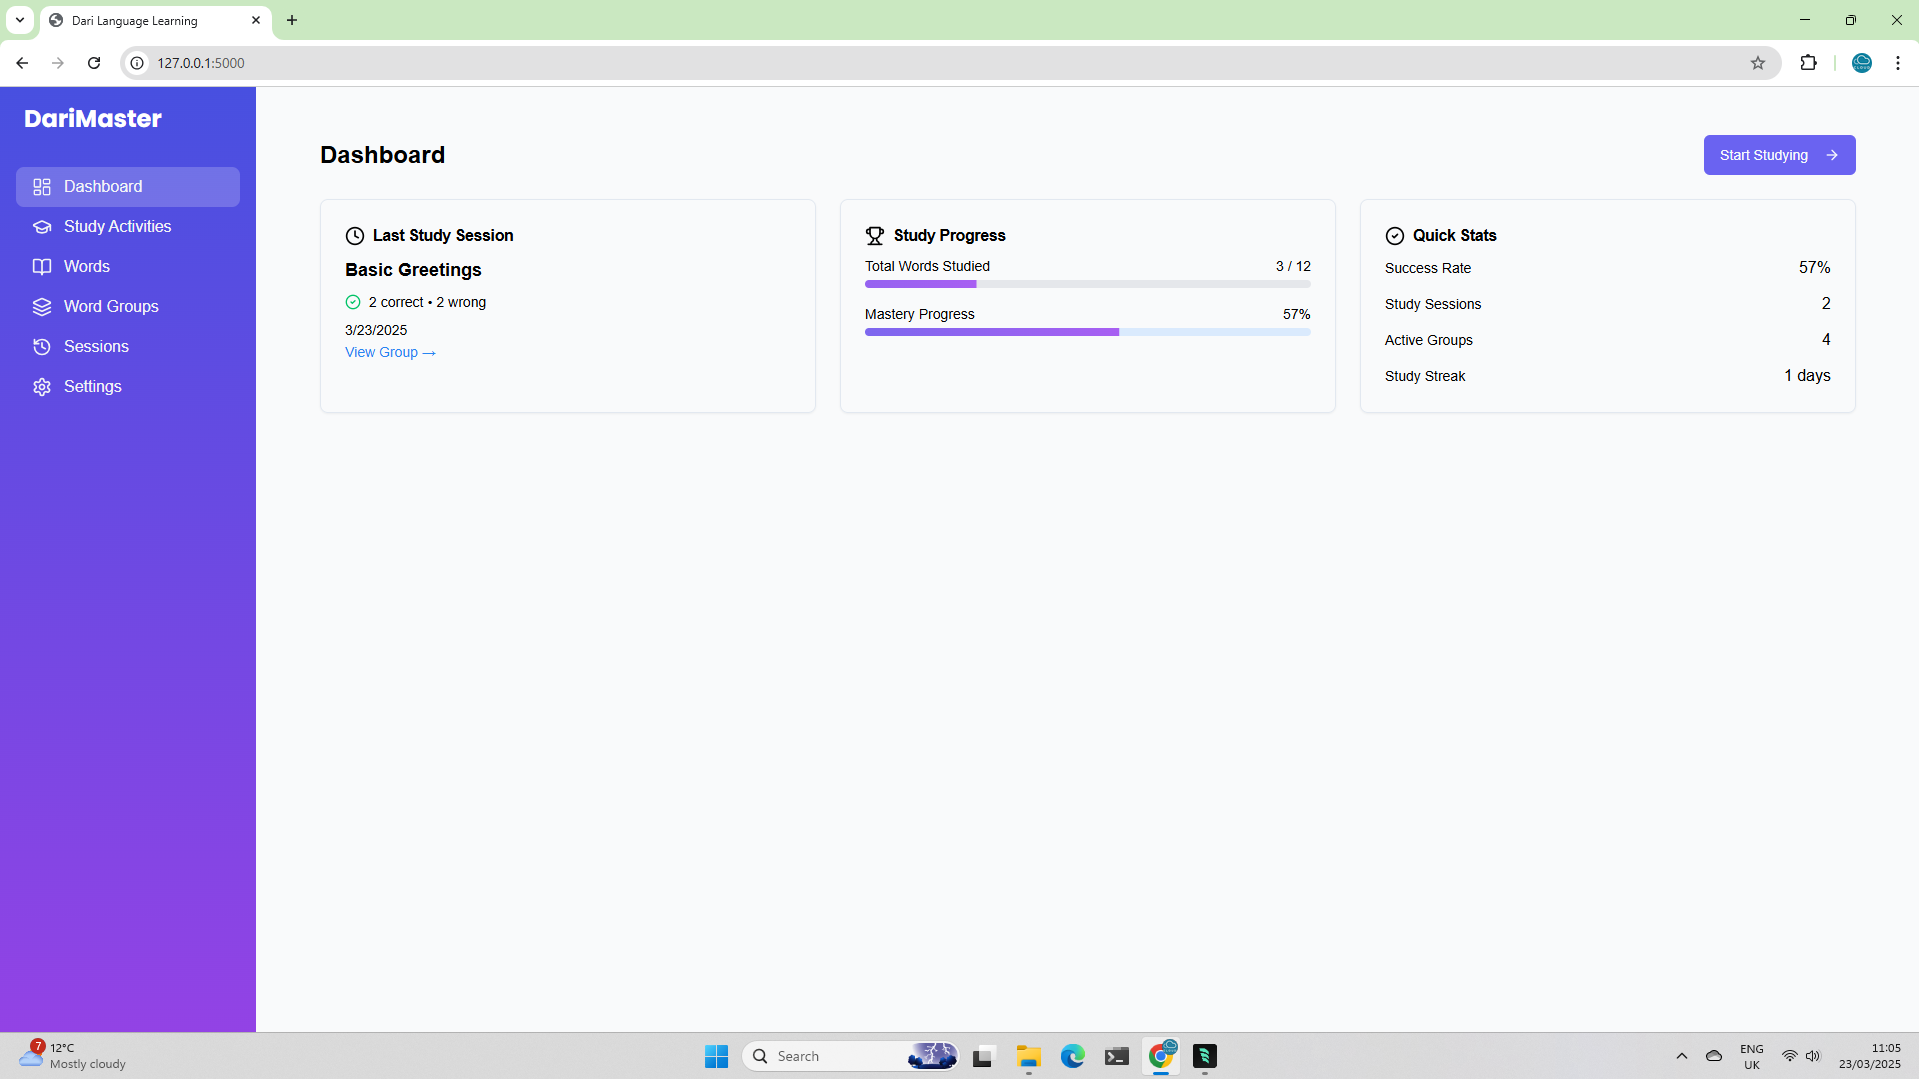 Dari Language Learning
127.0.0.1:5000
DariMaster
Dashboard
Study Activities
Words
Word Groups
Sessions
Settings
Dashboard
Start Studying
Last Study Session
Basic Greetings
2 correct • 2 wrong
3/23/2025
View Group →
Study Progress
Total Words Studied 3 / 12
Mastery Progress 57%
Quick Stats
Success Rate 57%
Study Sessions 2
Active Groups 4
Study Streak 1 days
7
12°C
Mostly cloudy
Search
ENG
UK
11:05
23/03/2025